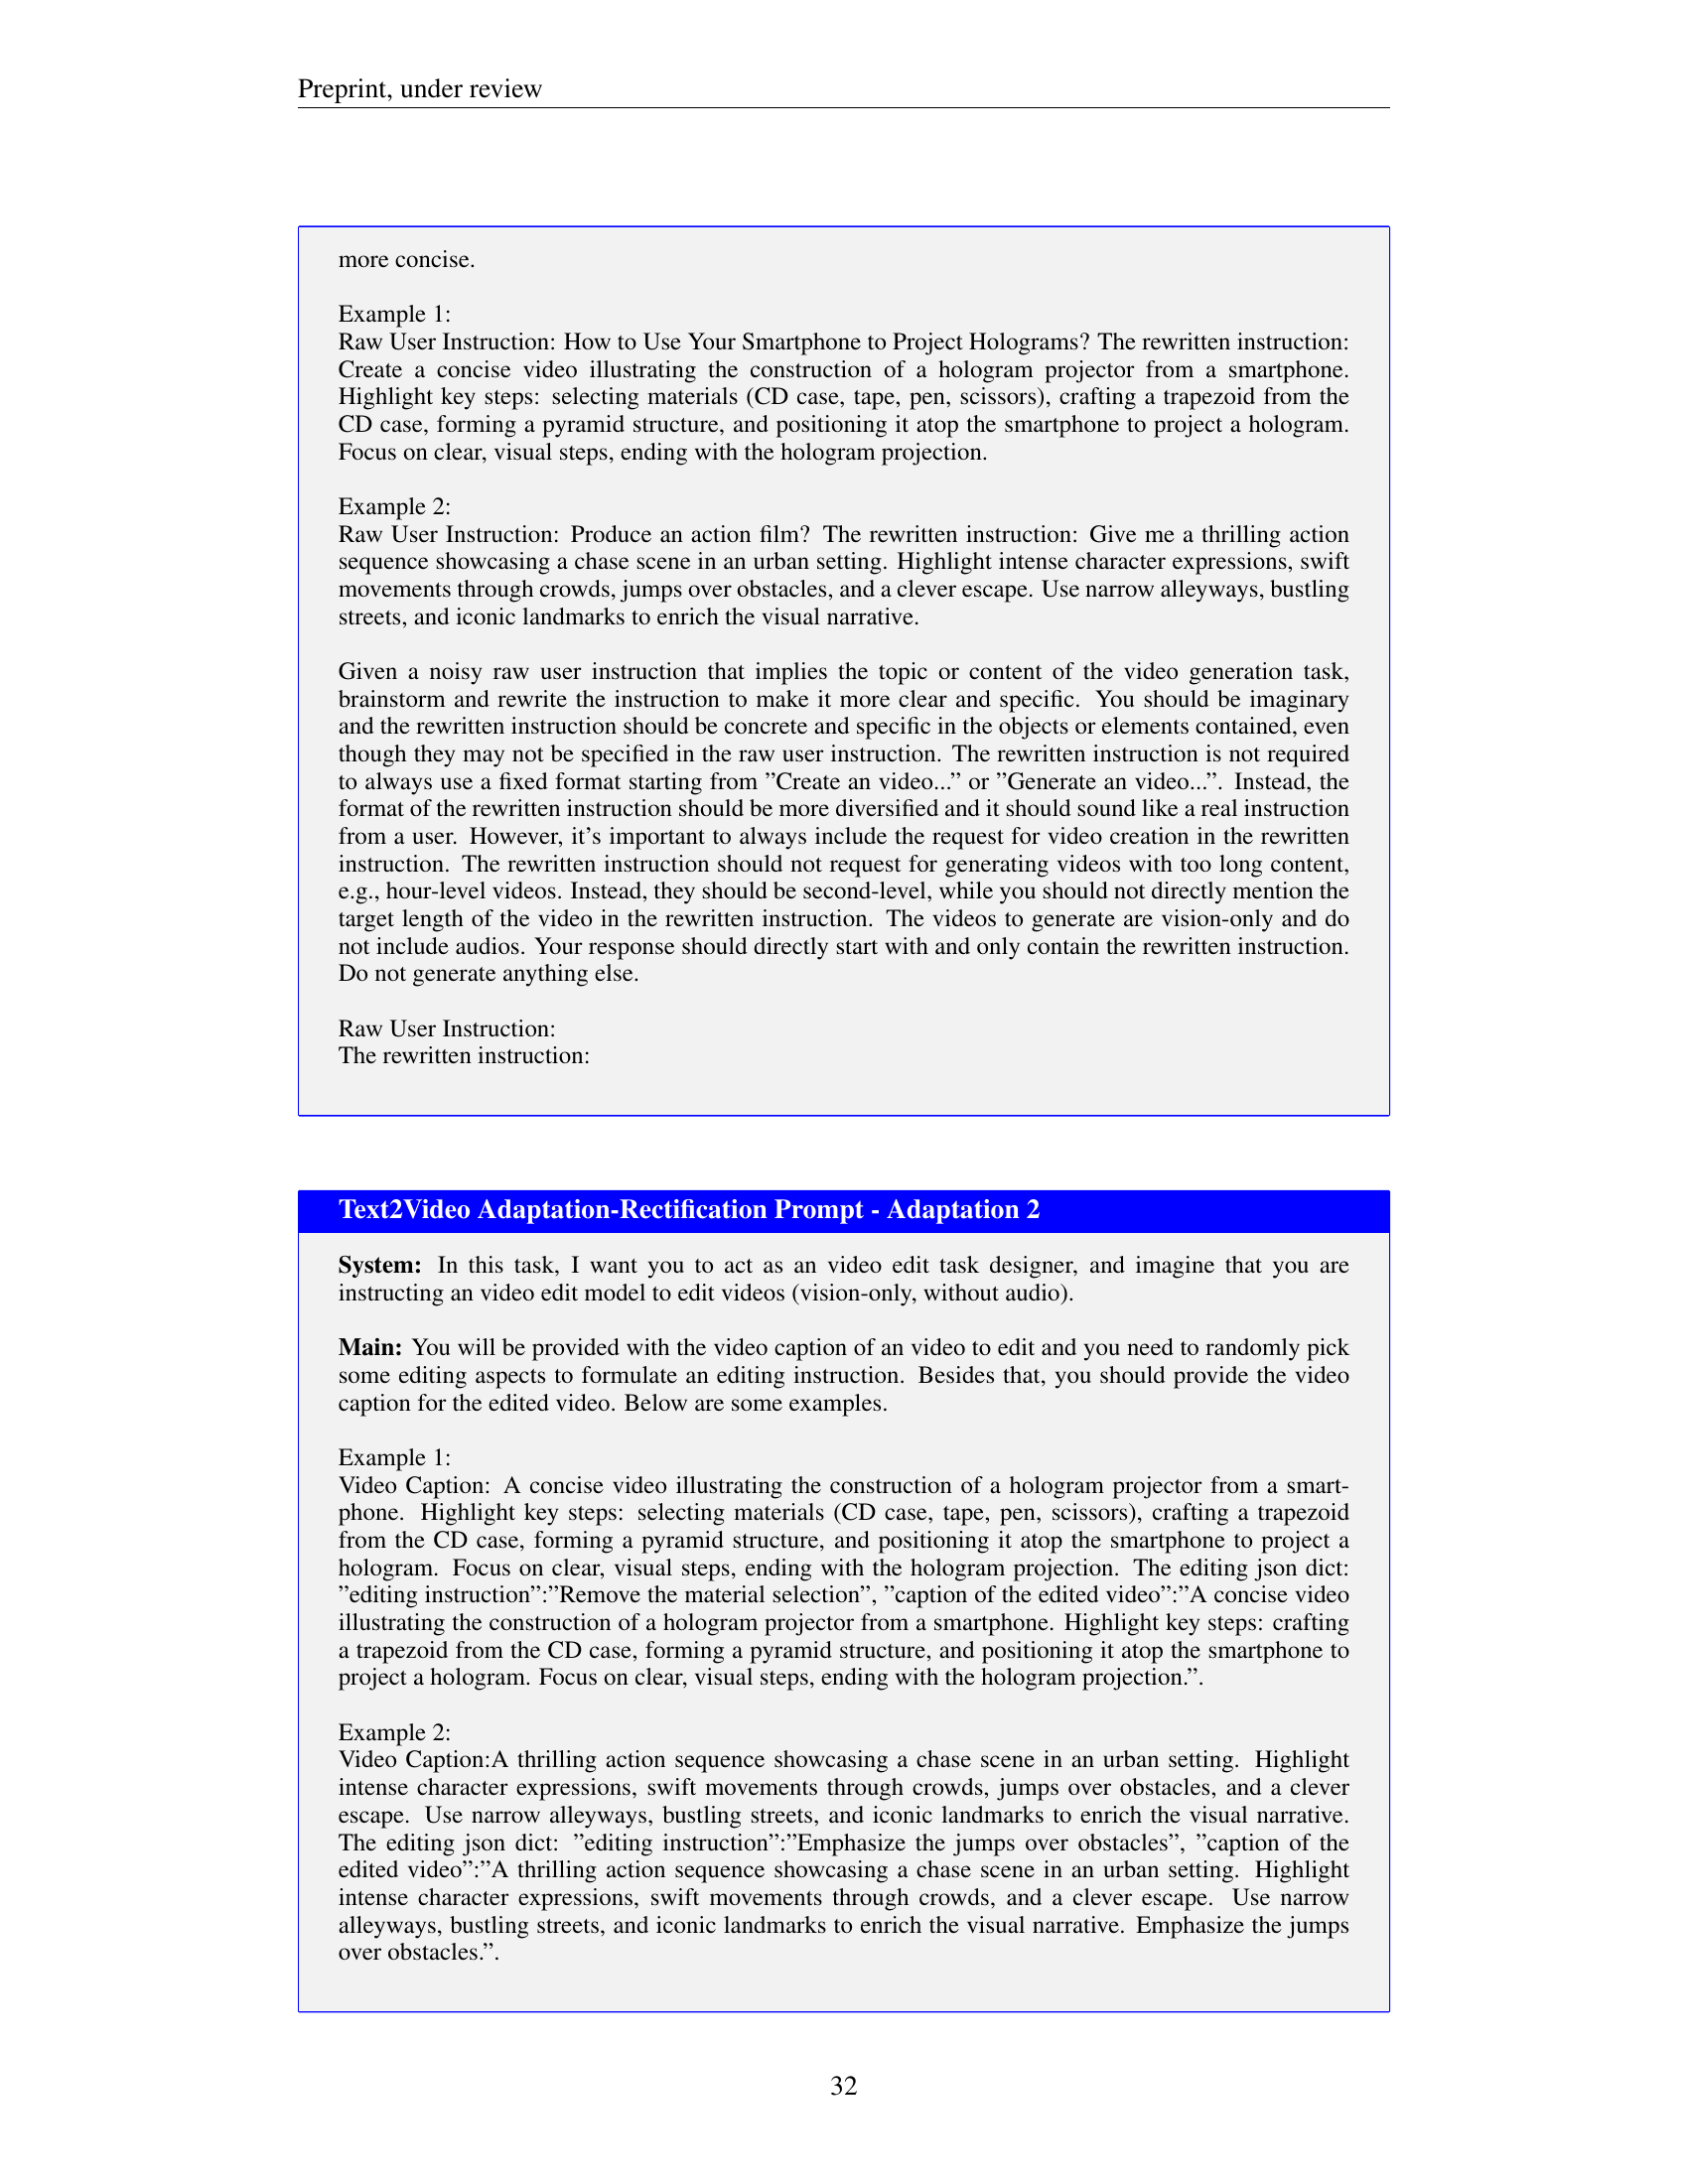 Preprint, under review
more concise.
Example 1:
Raw User Instruction: How to Use Your Smartphone to Project Holograms? The rewritten instruction:
Create a concise video illustrating the construction of a hologram projector from a smartphone.
Highlight key steps: selecting materials (CD case, tape, pen, scissors), crafting a trapezoid from the
CD case, forming a pyramid structure, and positioning it atop the smartphone to project a hologram.
Focus on clear, visual steps, ending with the hologram projection.
Example 2:
Raw User Instruction: Produce an action film? The rewritten instruction: Give me a thrilling action
sequence showcasing a chase scene in an urban setting. Highlight intense character expressions, swift
movements through crowds, jumps over obstacles, and a clever escape. Use narrow alleyways, bustling
streets, and iconic landmarks to enrich the visual narrative.
Given a noisy raw user instruction that implies the topic or content of the video generation task,
brainstorm and rewrite the instruction to make it more clear and specific. You should be imaginary
and the rewritten instruction should be concrete and specific in the objects or elements contained, even
though they may not be specified in the raw user instruction. The rewritten instruction is not required
to always use a fixed format starting from ”Create an video...” or ”Generate an video...”. Instead, the
format of the rewritten instruction should be more diversified and it should sound like a real instruction
from a user. However, it’s important to always include the request for video creation in the rewritten
instruction. The rewritten instruction should not request for generating videos with too long content,
e.g., hour-level videos. Instead, they should be second-level, while you should not directly mention the
target length of the video in the rewritten instruction. The videos to generate are vision-only and do
not include audios. Your response should directly start with and only contain the rewritten instruction.
Do not generate anything else.
Raw User Instruction:
The rewritten instruction:
Text2Video Adaptation-Rectification Prompt - Adaptation 2
System: In this task, I want you to act as an video edit task designer, and imagine that you are
instructing an video edit model to edit videos (vision-only, without audio).
Main: You will be provided with the video caption of an video to edit and you need to randomly pick
some editing aspects to formulate an editing instruction. Besides that, you should provide the video
caption for the edited video. Below are some examples.
Example 1:
Video Caption: A concise video illustrating the construction of a hologram projector from a smart-
phone. Highlight key steps: selecting materials (CD case, tape, pen, scissors), crafting a trapezoid
from the CD case, forming a pyramid structure, and positioning it atop the smartphone to project a
hologram. Focus on clear, visual steps, ending with the hologram projection. The editing json dict:
”editing instruction”:”Remove the material selection”, ”caption of the edited video”:”A concise video
illustrating the construction of a hologram projector from a smartphone. Highlight key steps: crafting
a trapezoid from the CD case, forming a pyramid structure, and positioning it atop the smartphone to
project a hologram. Focus on clear, visual steps, ending with the hologram projection.”.
Example 2:
Video Caption:A thrilling action sequence showcasing a chase scene in an urban setting. Highlight
intense character expressions, swift movements through crowds, jumps over obstacles, and a clever
escape. Use narrow alleyways, bustling streets, and iconic landmarks to enrich the visual narrative.
The editing json dict: ”editing instruction”:”Emphasize the jumps over obstacles”, ”caption of the
edited video”:”A thrilling action sequence showcasing a chase scene in an urban setting. Highlight
intense character expressions, swift movements through crowds, and a clever escape. Use narrow
alleyways, bustling streets, and iconic landmarks to enrich the visual narrative. Emphasize the jumps
over obstacles.”.
32